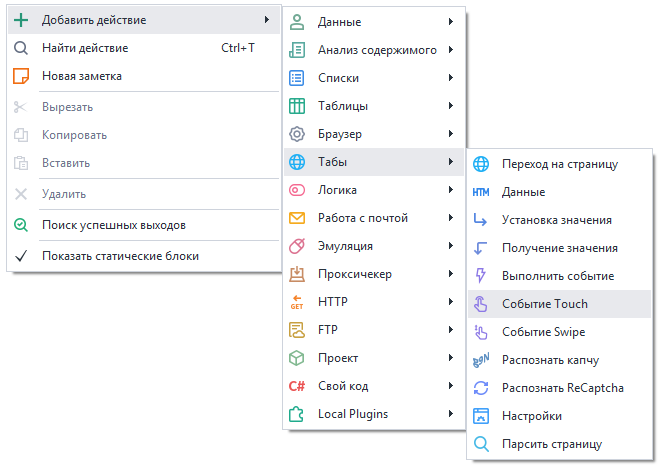 Добавить действие
Найти действие Ctrl+T
Новая заметка
Вырезать
Копировать
Вставить
Удалить
Поиск успешных выходов
Показать статические блоки
Данные
Анализ содержимого
Списки
Таблицы
Браузер
Табы
Логика
Работа с почтой
Эмуляция
Проксичекер
GET HTTP
FTP
Проект
C# Свой код
Local Plugins
Переход на страницу
HTM Данные
Установка значения
Получение значения
Выполнить событие
Событие Touch
Событие Swipe
Распознать капчу
Распознать ReCaptcha
Настройки
Парсить страницу